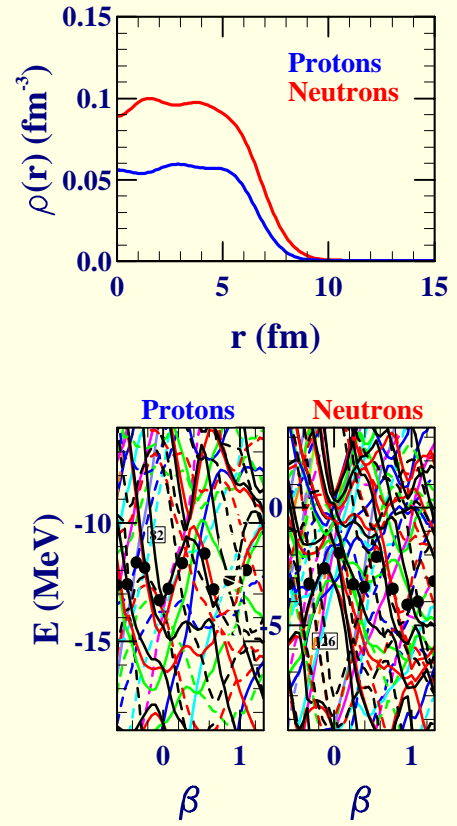 0.15
Protons
Neutrons
0.1
0.05
0.0
ρ(r) (fm⁻³)
0 5 10 15
r (fm)
Protons Neutrons
-10
-15
82
0
-5
126
E (MeV)
0 1 0 1
β β